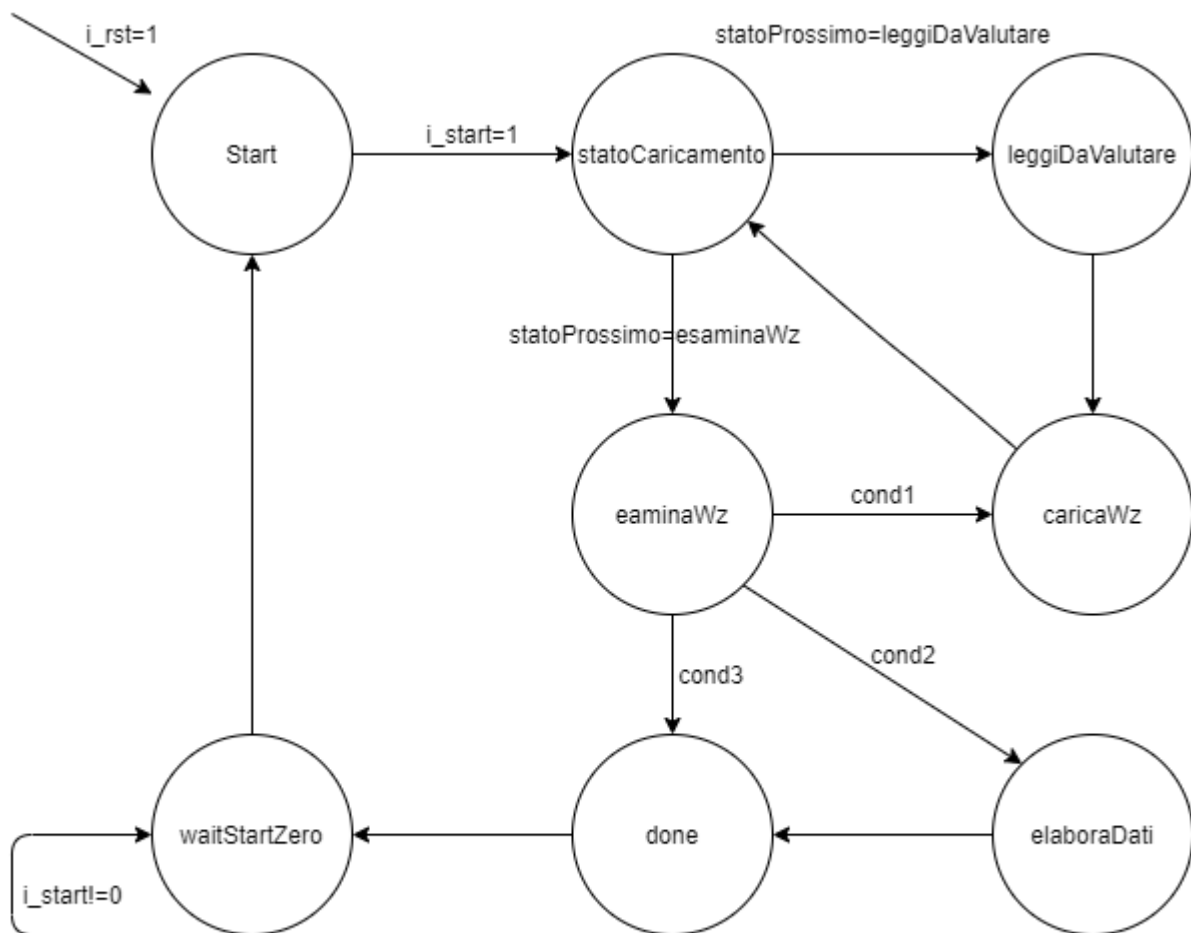 i_rst=1
statoProssimo=leggiDaValutare
Start
i_start=1
statoCaricamento
leggiDaValutare
statoProssimo=esaminaWz
eaminaWz
cond1
caricaWz
cond3
cond2
waitStartZero
done
elaboraDati
i_start!=0